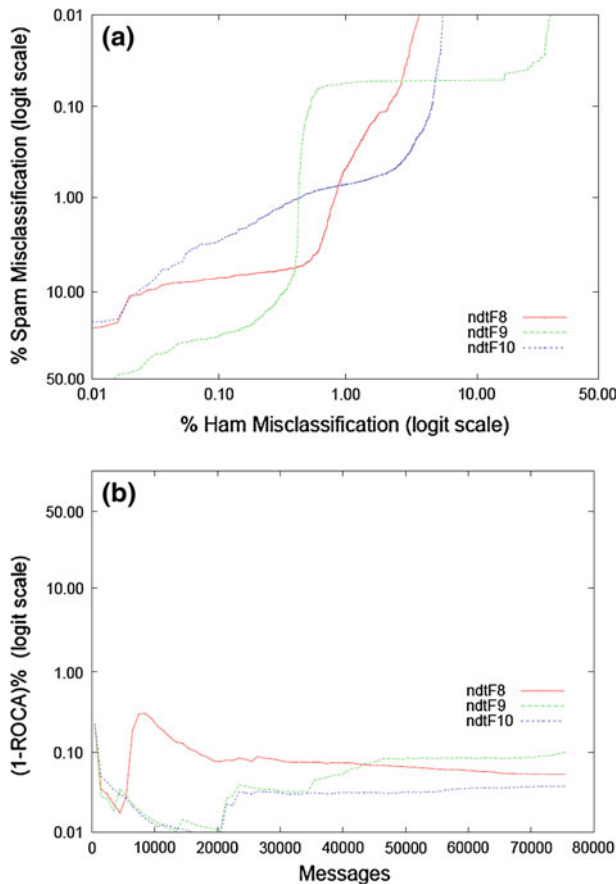 (a)
% Spam Misclassification (logit scale)
0.01
0.10
1.00
10.00
50.00
ndtF8
ndtF9
ndtF10
0.01
0.10
1.00
10.00
50.00
% Ham Misclassification (logit scale)
(b)
(1-ROCA)% (logit scale)
50.00
10.00
1.00
0.10
0.01
ndtF8
ndtF9
ndtF10
0
10000
20000
30000
40000
50000
60000
70000
80000
Messages